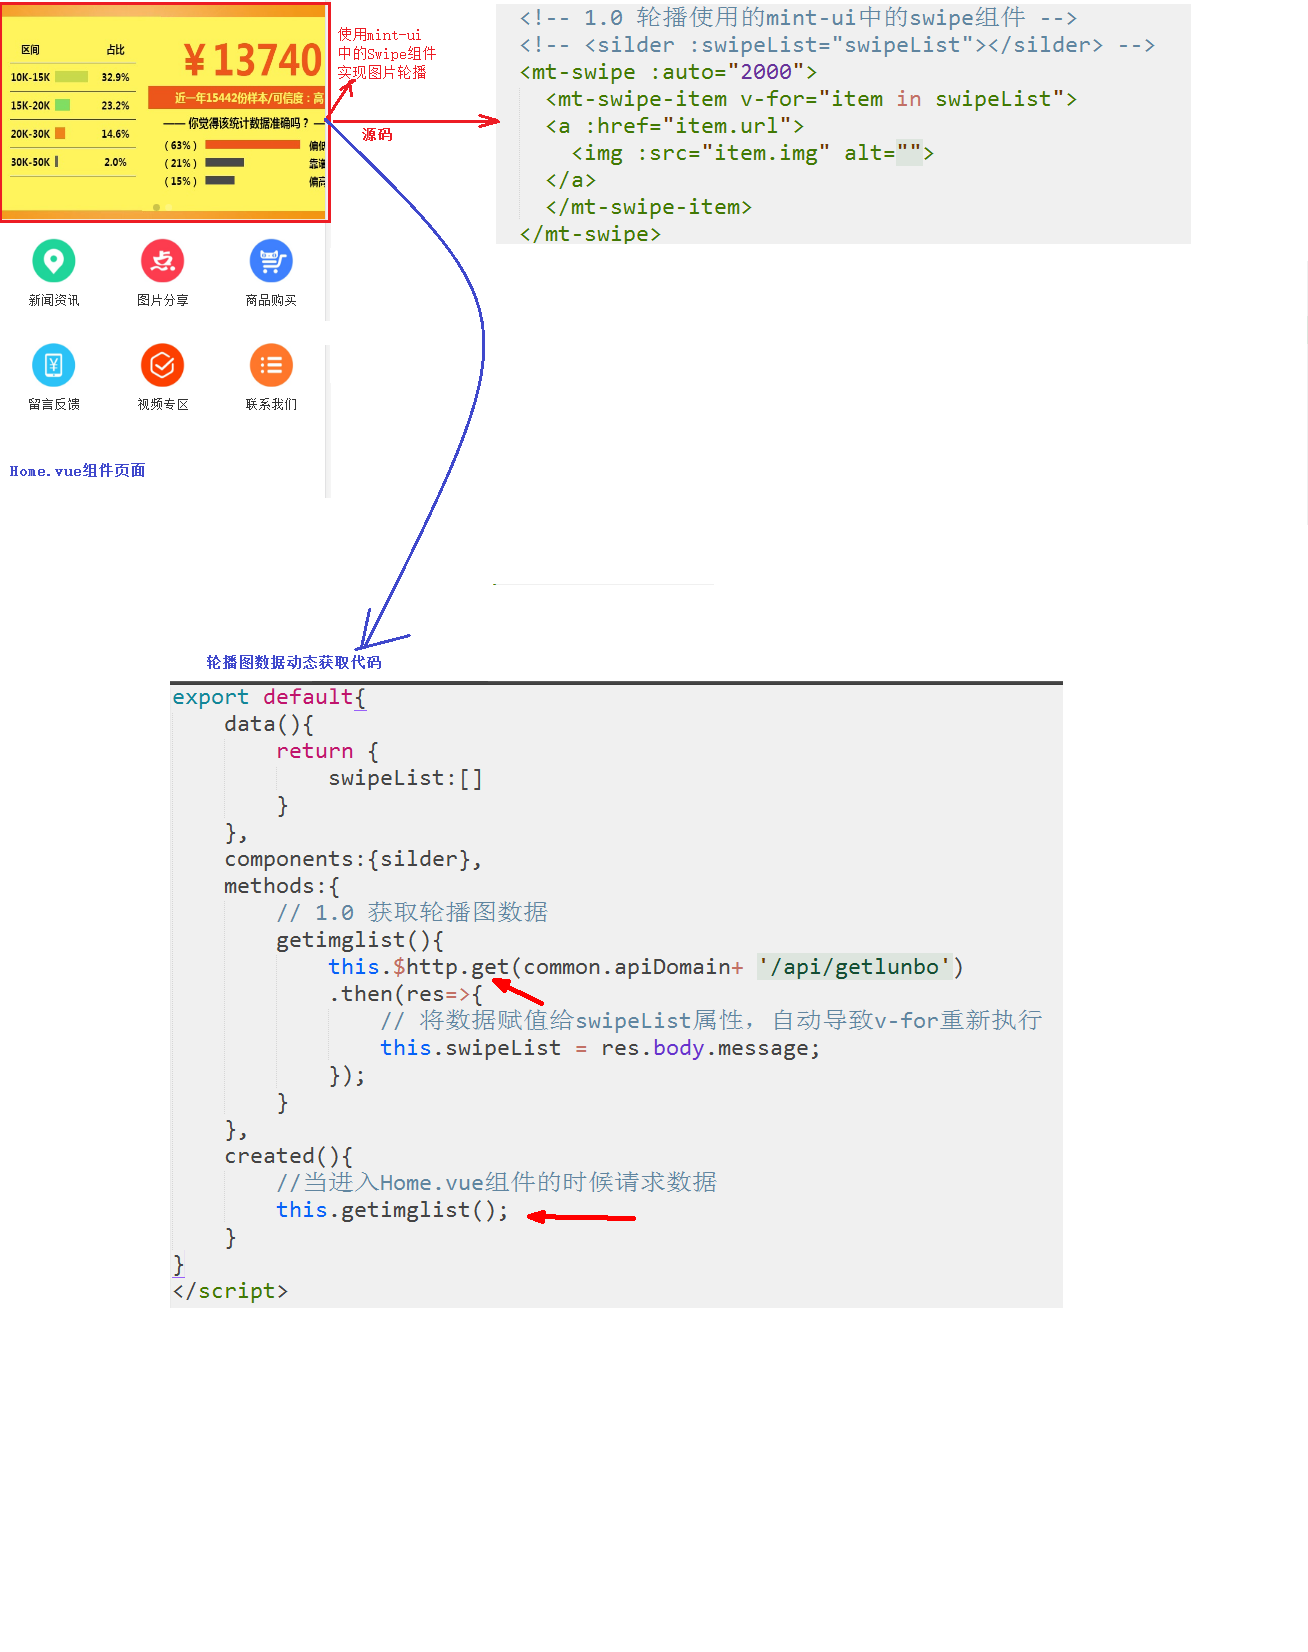 区间 占比
10K-15K 32.9%
15K-20K 23.2%
20K-30K 14.6%
30K-50K 2.0%
¥13740
近一年15442份样本/可信度：高
—— 你觉得该统计数据准确吗？ —
（63%） 偏低
（21%） 靠谱
（15%） 偏高
使用mint-ui
中的Swipe组件
实现图片轮播
源码
<!-- 1.0 轮播使用的mint-ui中的swipe组件 -->
<!-- <silder :swipeList="swipeList"></silder> -->
<mt-swipe :auto="2000">
<mt-swipe-item v-for="item in swipeList">
<a :href="item.url">
<img :src="item.img" alt="">
</a>
</mt-swipe-item>
</mt-swipe>
新闻资讯 图片分享 商品购买
留言反馈 视频专区 联系我们
Home.vue组件页面
轮播图数据动态获取代码
export default{
data(){
return {
swipeList:[]
}
},
components:{silder},
methods:{
// 1.0 获取轮播图数据
getimglist(){
this.$http.get(common.apiDomain+ '/api/getlunbo')
.then(res=>{
// 将数据赋值给swipeList属性，自动导致v-for重新执行
this.swipeList = res.body.message;
});
}
},
created(){
//当进入Home.vue组件的时候请求数据
this.getimglist();
}
}
</script>